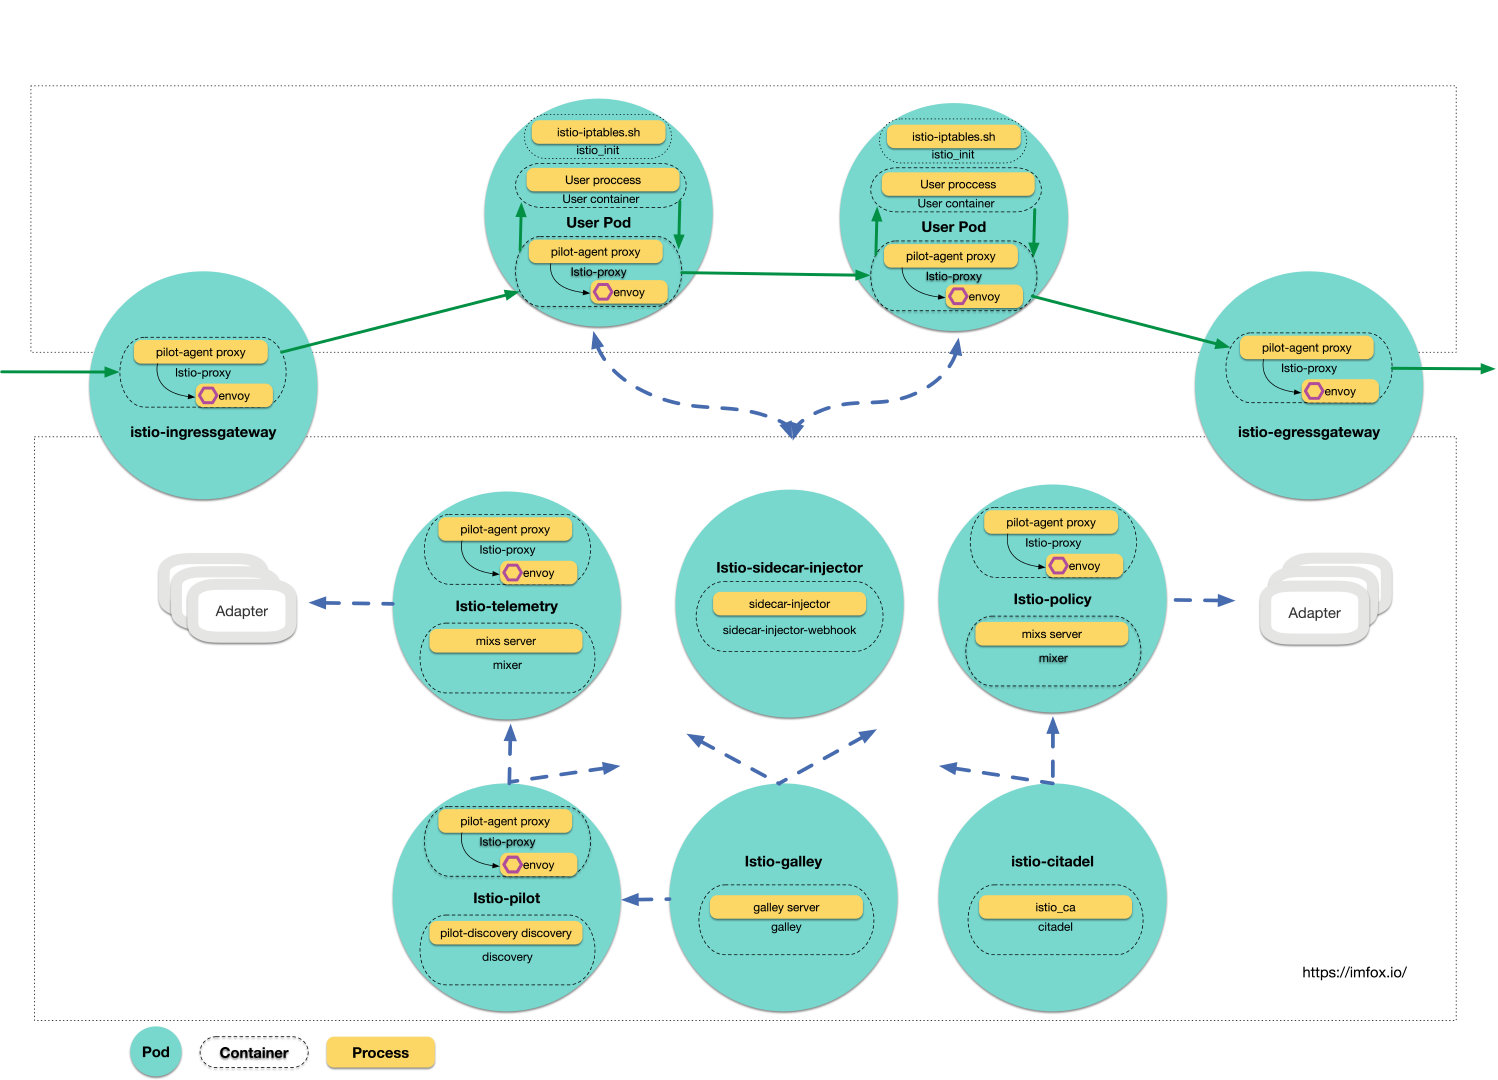 istio-iptables.sh
istio_init
User proccess
User container
User Pod
pilot-agent proxy
Istio-proxy
envoy
istio-iptables.sh
istio_init
User proccess
User container
User Pod
pilot-agent proxy
Istio-proxy
envoy
pilot-agent proxy
Istio-proxy
envoy
istio-ingressgateway
pilot-agent proxy
Istio-proxy
envoy
istio-egressgateway
Adapter
pilot-agent proxy
Istio-proxy
envoy
Istio-telemetry
mixs server
mixer
Istio-sidecar-injector
sidecar-injector
sidecar-injector-webhook
pilot-agent proxy
Istio-proxy
envoy
Istio-policy
mixs server
mixer
Adapter
pilot-agent proxy
Istio-proxy
envoy
Istio-pilot
pilot-discovery discovery
discovery
Istio-galley
galley server
galley
istio-citadel
istio_ca
citadel
https://imfox.io/
Pod
Container
Process